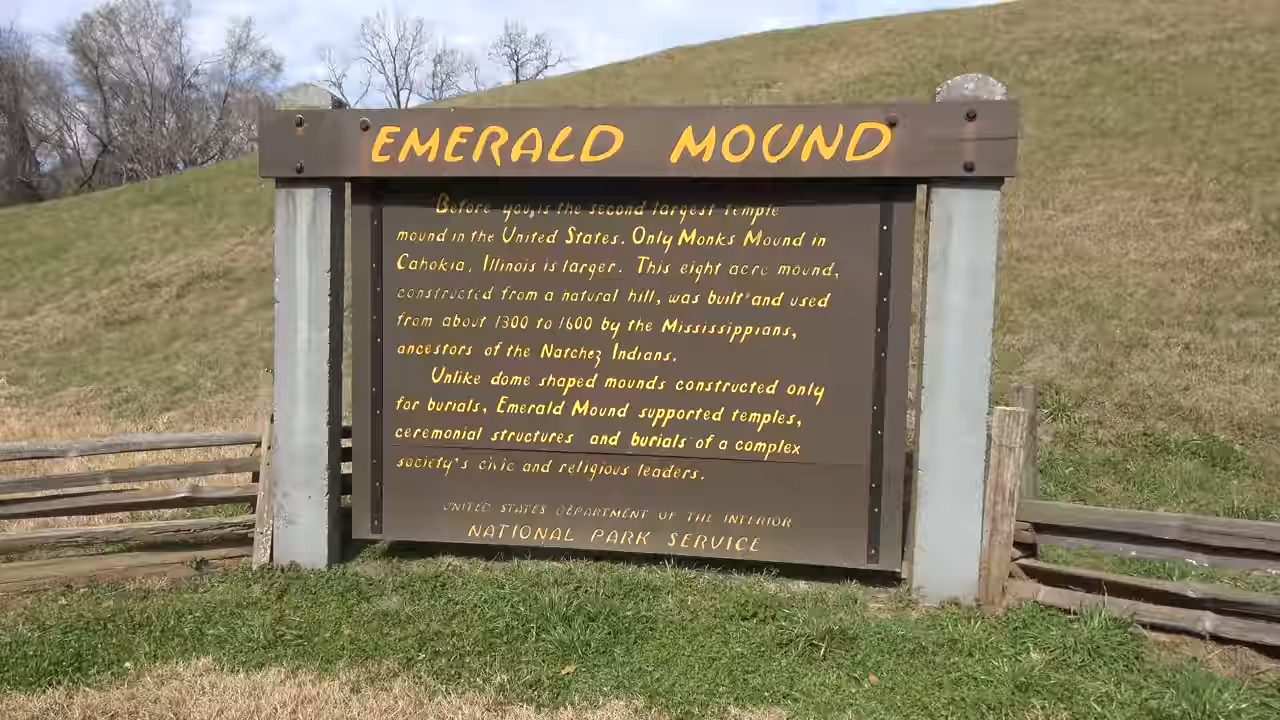 EMERALD MOUND
Before you, is the second largest temple
mound in the United States. Only Monks Mound in
Cahokia, Illinois is larger. This eight acre mound,
constructed from a natural hill, was built and used
from about 1300 to 1600 by the Mississippians,
ancestors of the Natchez Indians.
Unlike dome shaped mounds constructed only
for burials, Emerald Mound supported temples,
ceremonial structures and burials of a complex
society's civic and religious leaders.
UNITED STATES DEPARTMENT OF THE INTERIOR
NATIONAL PARK SERVICE